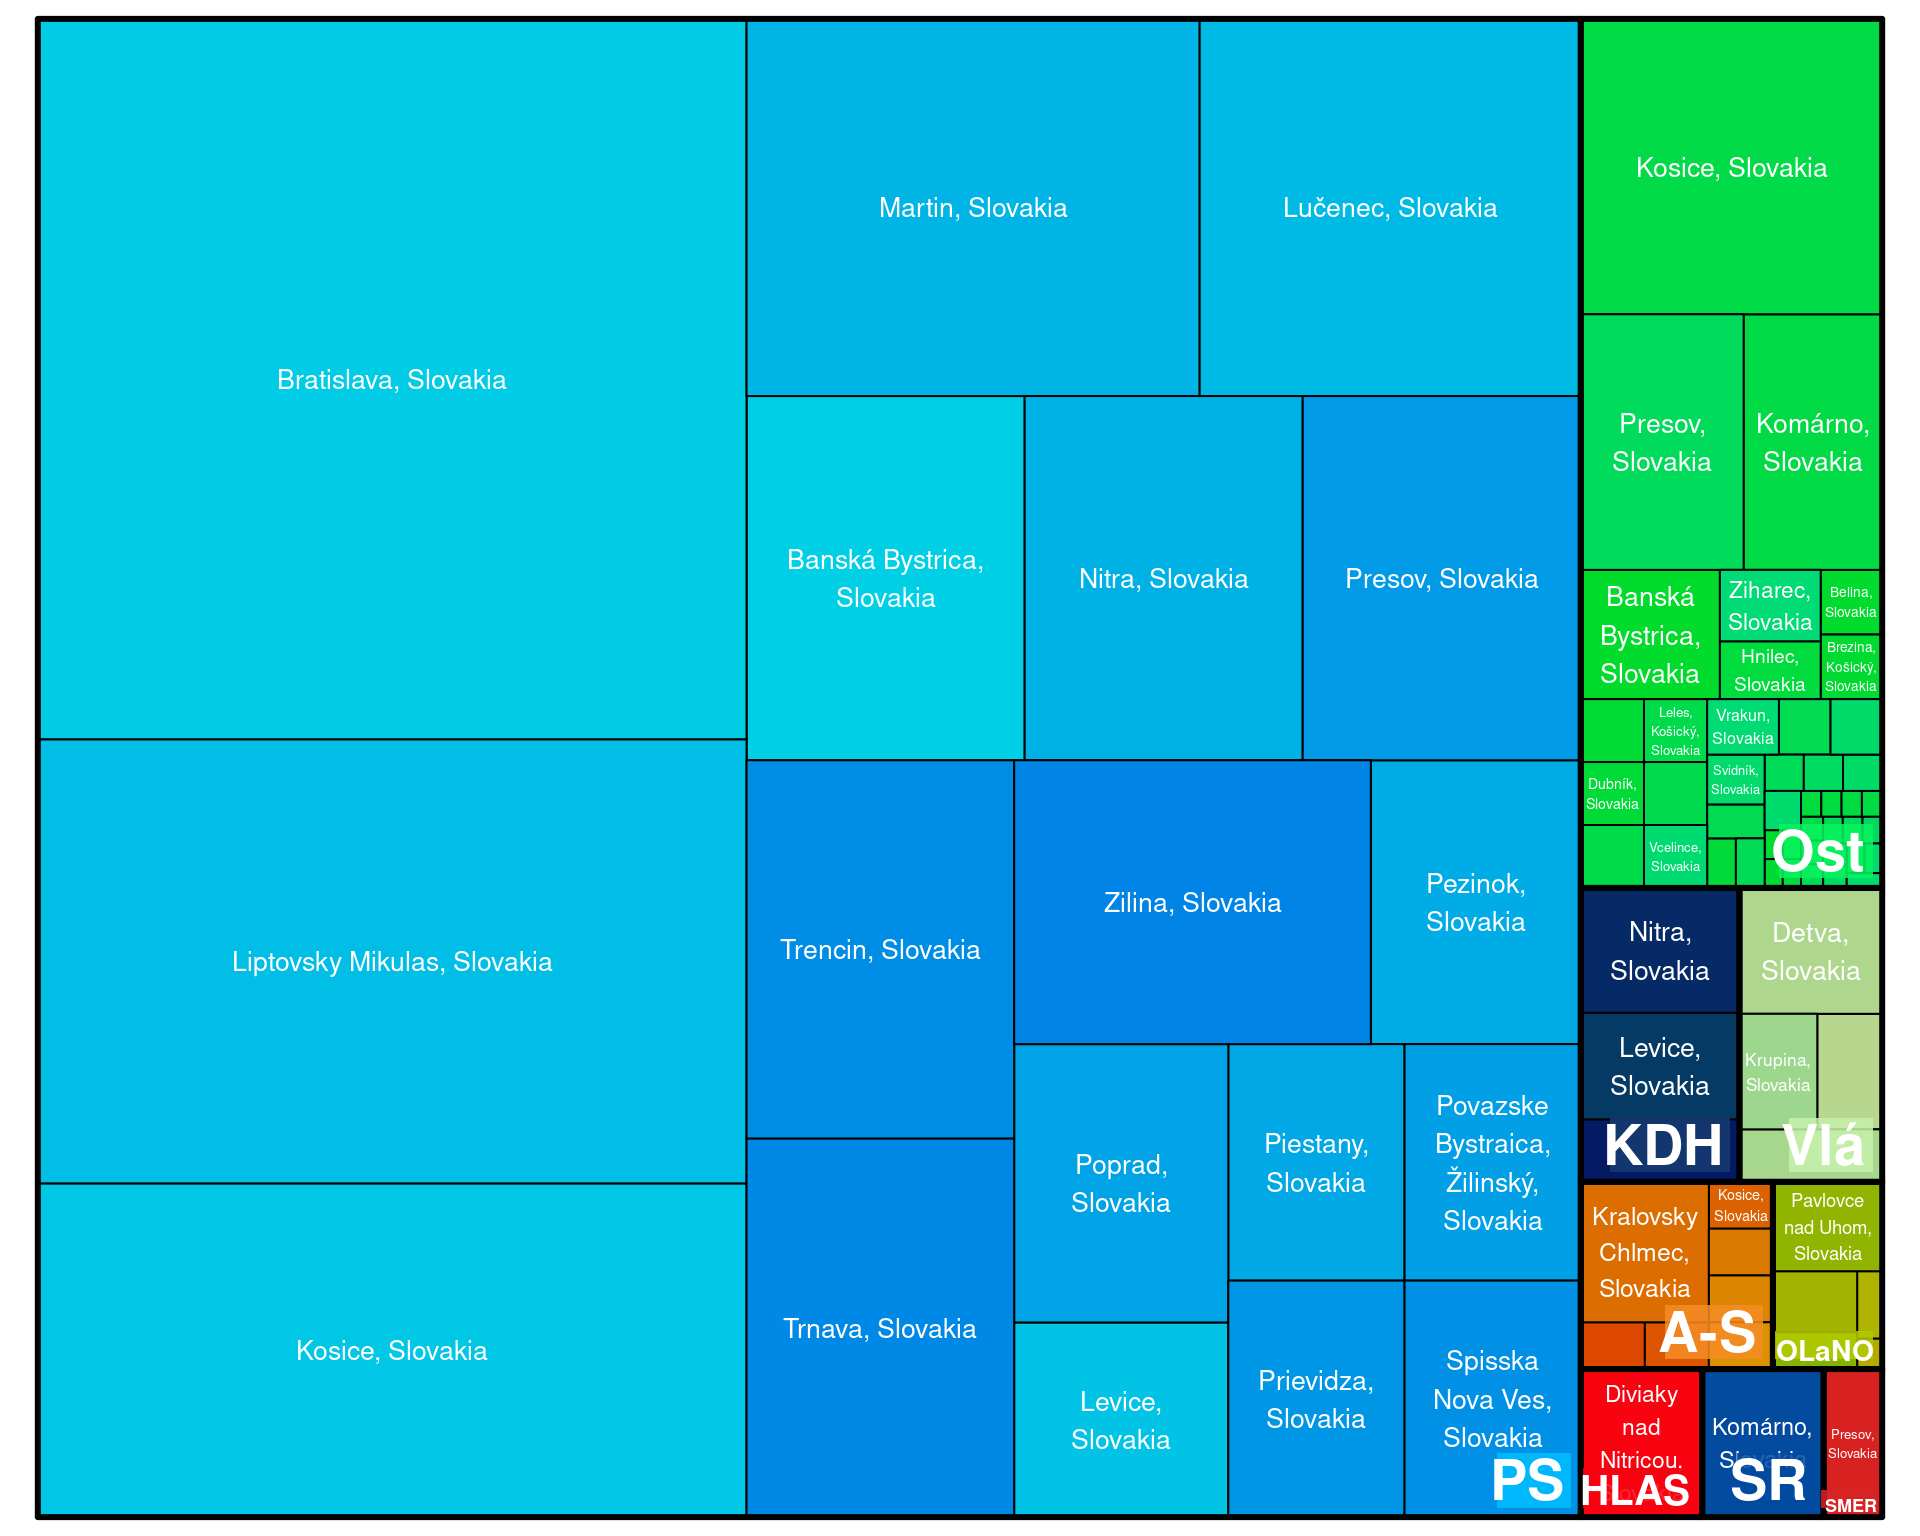 Bratislava, Slovakia
Liptovsky Mikulas, Slovakia
Kosice, Slovakia
Martin, Slovakia
Lučenec, Slovakia
Banská Bystrica,
Slovakia
Nitra, Slovakia
Presov, Slovakia
Trencin, Slovakia
Trnava, Slovakia
Zilina, Slovakia
Pezinok,
Slovakia
Poprad,
Slovakia
Levice,
Slovakia
Piestany,
Slovakia
Povazske
Bystraica,
Žilinský,
Slovakia
Prievidza,
Slovakia
Spisska
Nova Ves,
Slovakia
PS
Kosice, Slovakia
Presov,
Slovakia
Komárno,
Slovakia
Banská
Bystrica,
Slovakia
Ziharec,
Slovakia
Hnilec,
Slovakia
Belina,
Slovakia
Brezina,
Košický,
Slovakia
Leles,
Košický,
Slovakia
Vrakun,
Slovakia
Dubník,
Slovakia
Svidník,
Slovakia
Vcelince,
Slovakia
Ost
Nitra,
Slovakia
Levice,
Slovakia
KDH
Detva,
Slovakia
Krupina,
Slovakia
Vlá
Kralovsky
Chlmec,
Slovakia
Kosice,
Slovakia
A-S
Pavlovce
nad Uhom,
Slovakia
OLaNO
Diviaky
nad
Nitricou.
HLAS
Komárno,
Slovakia
SR
Presov,
Slovakia
SMER